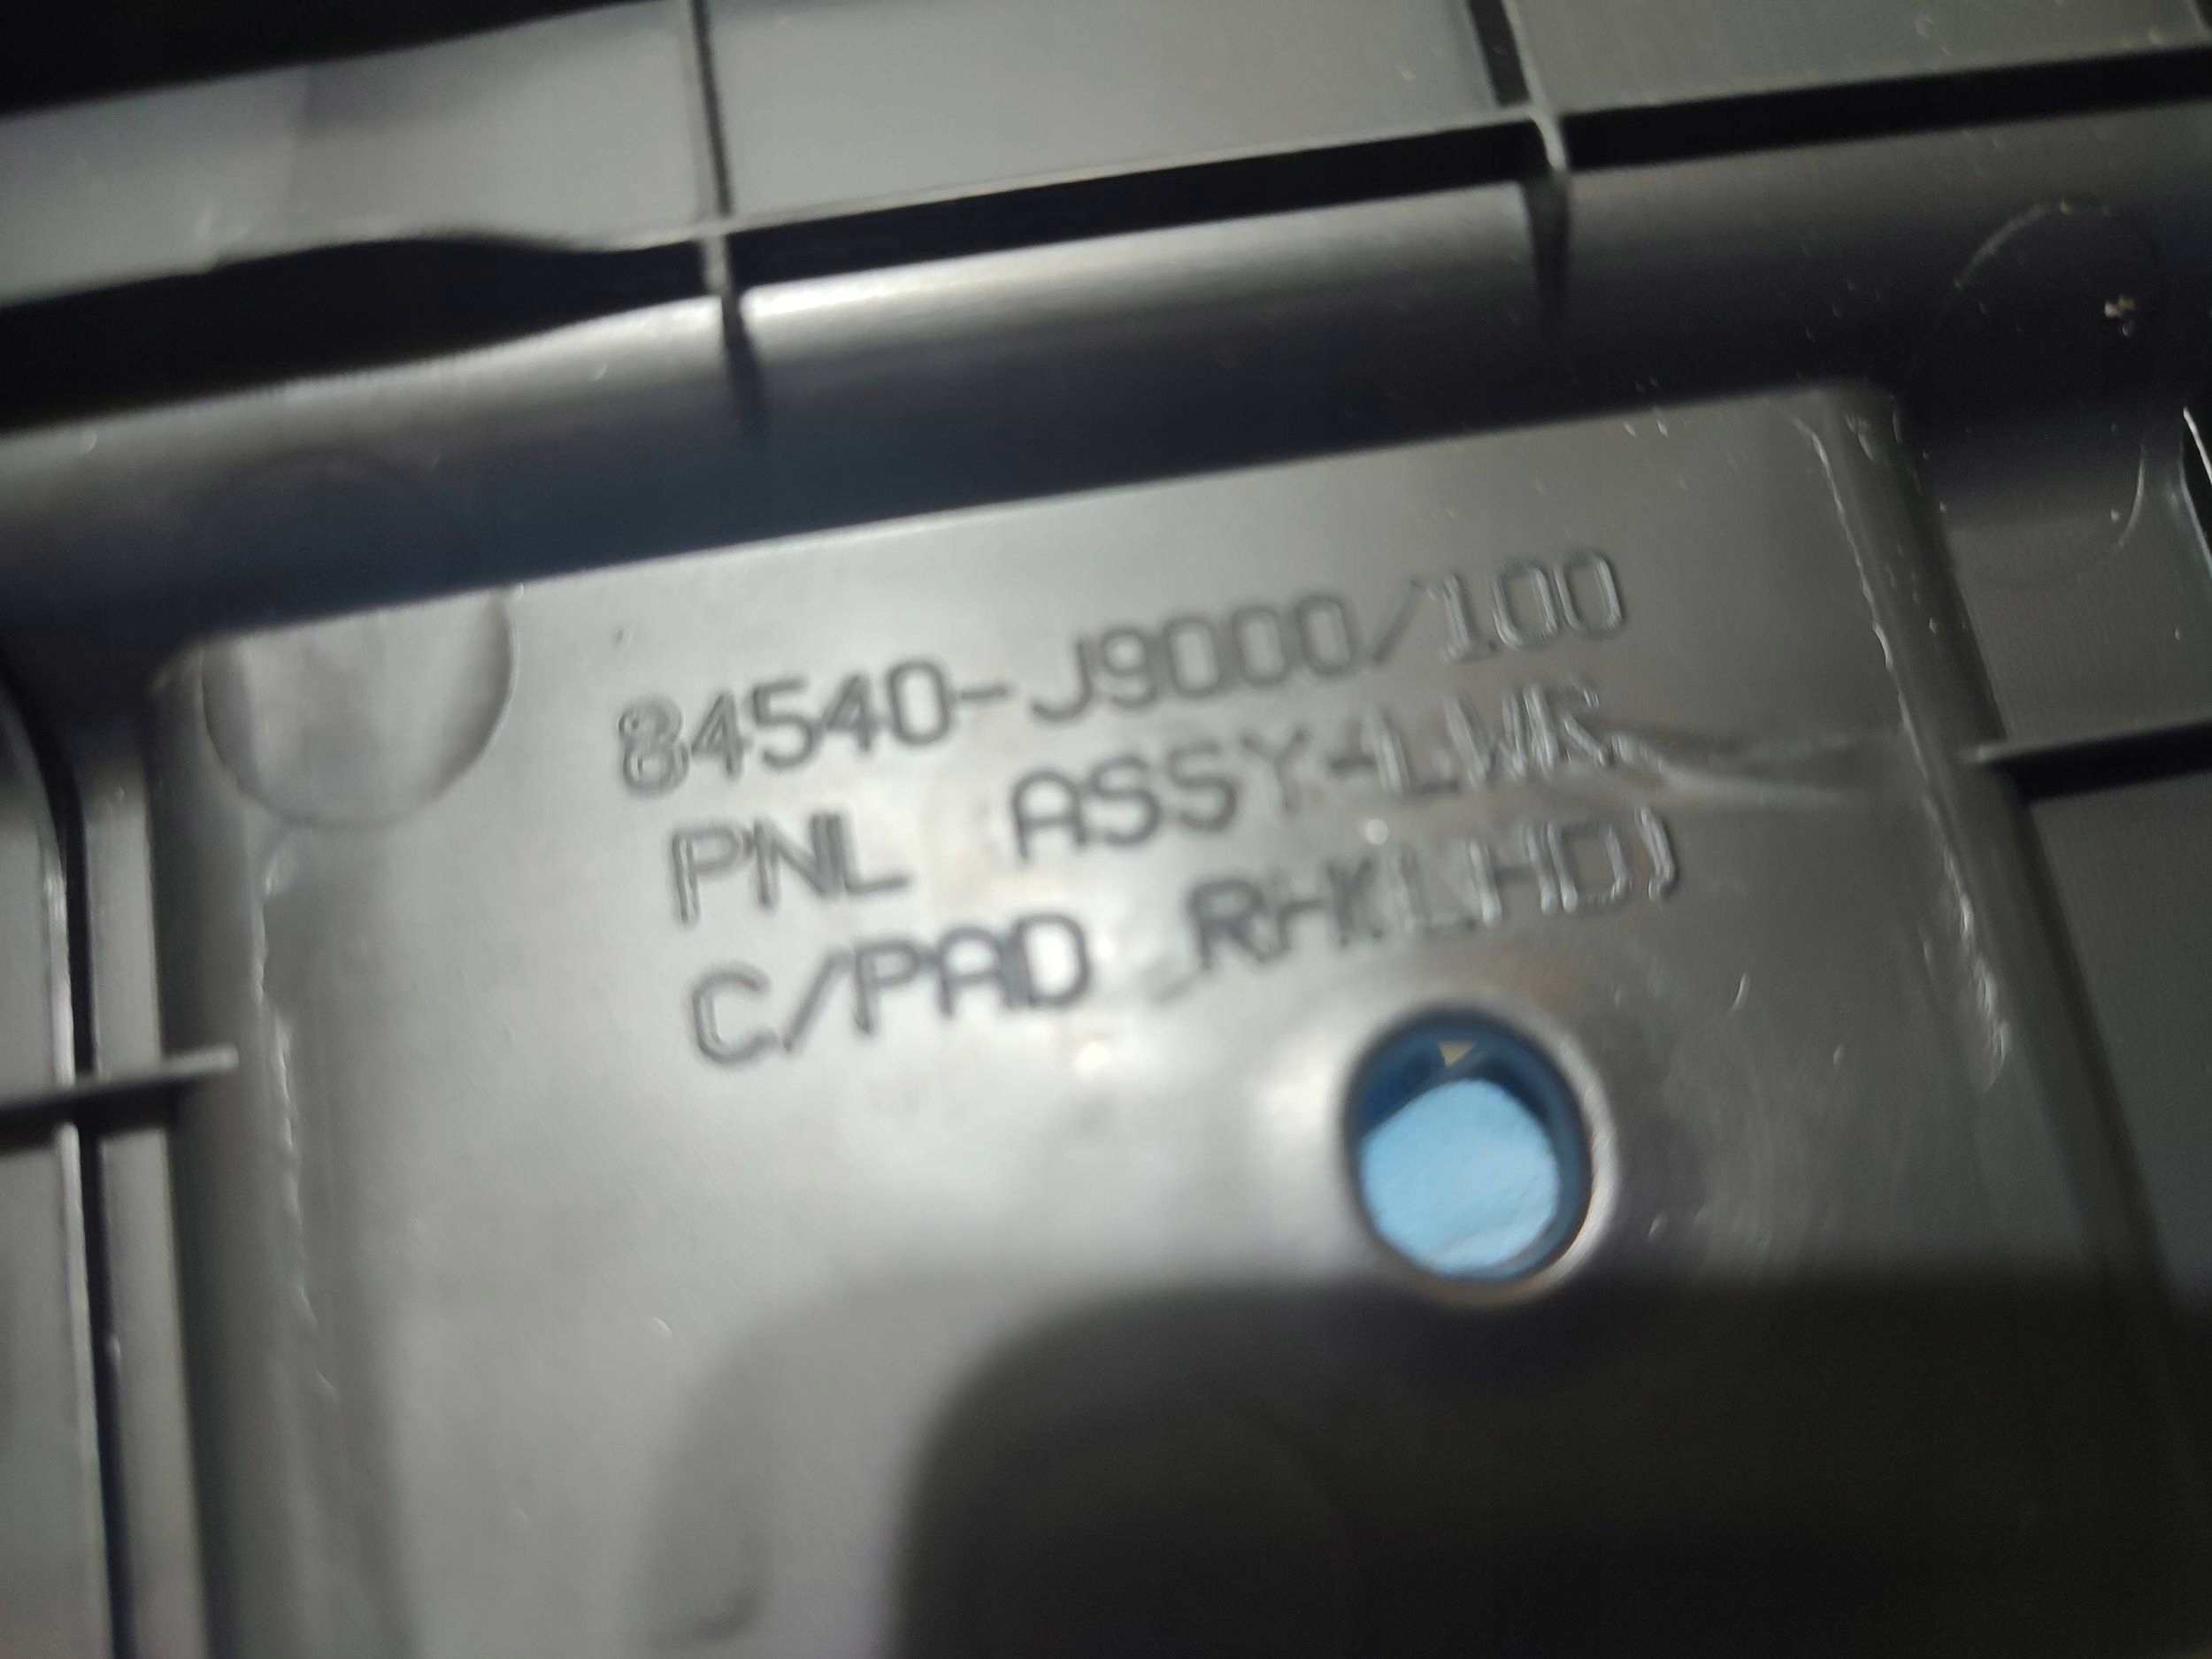 84540-J9000/100
PNL ASSY-LWR
C/PAD RH(LHD)